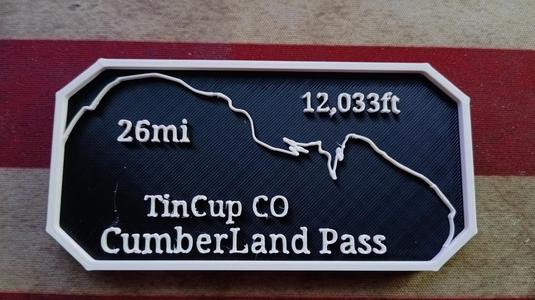 12,033ft
26mi
TinCup CO
CumberLand Pass